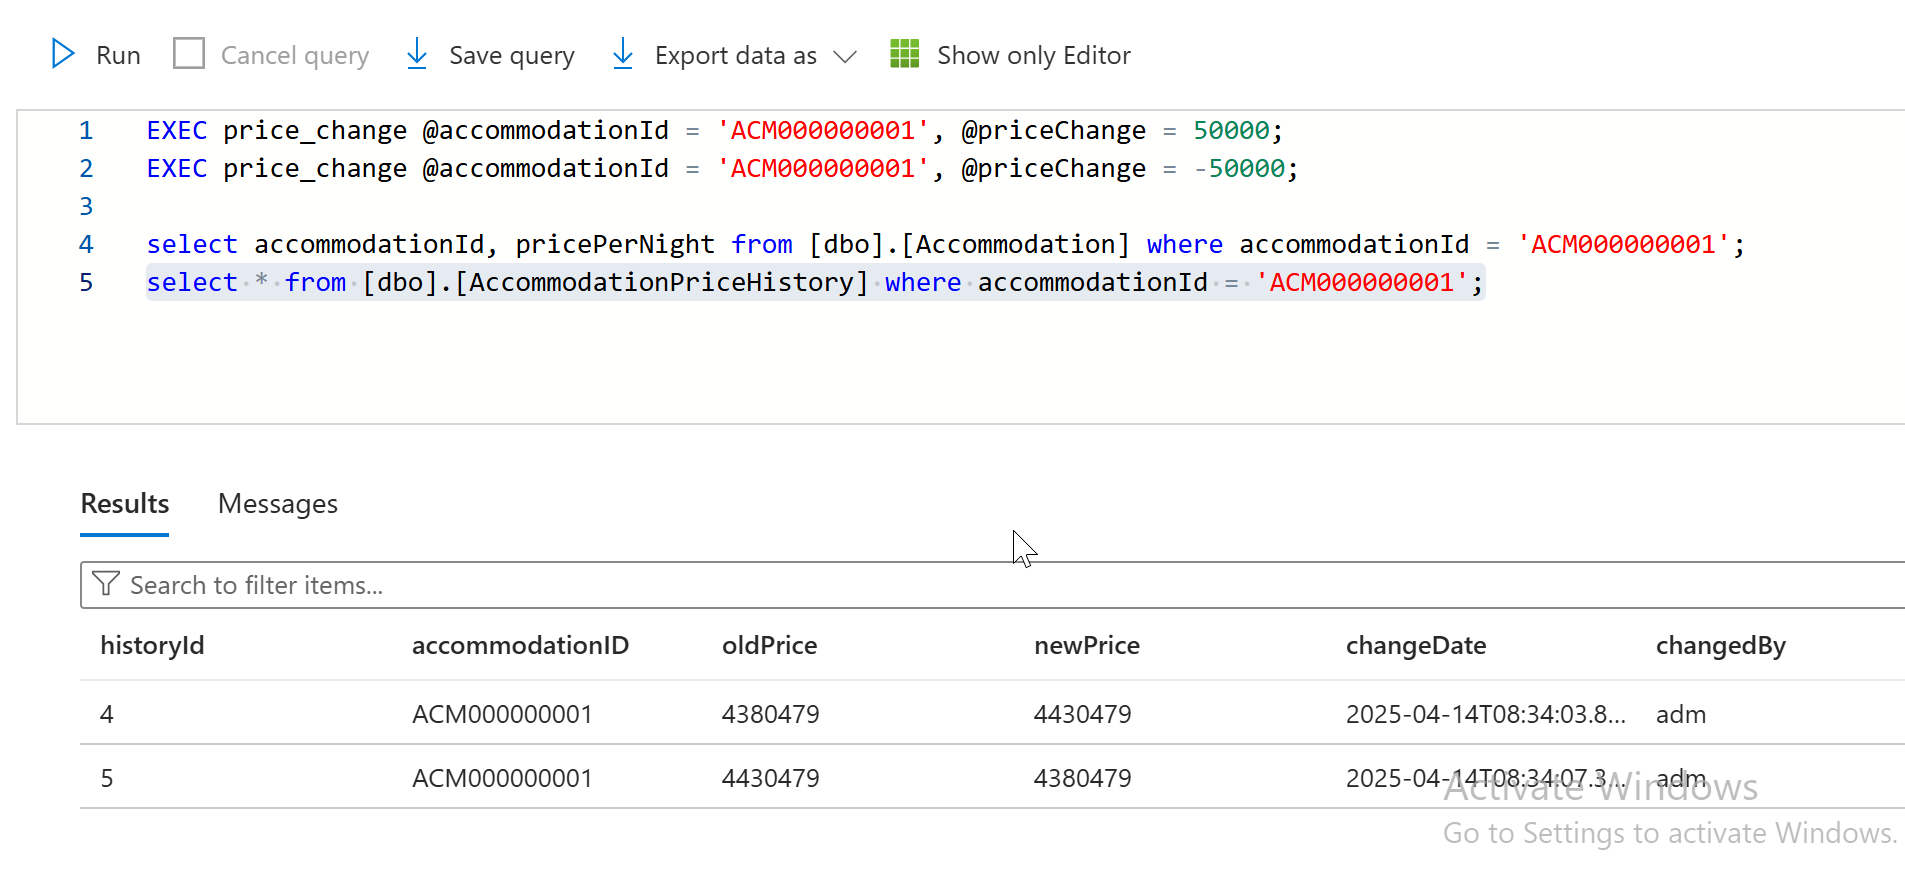 Run Cancel query Save query Export data as Show only Editor
1 EXEC price_change @accommodationId = 'ACM000000001', @priceChange = 50000;
2 EXEC price_change @accommodationId = 'ACM000000001', @priceChange = -50000;
3
4 select accommodationId, pricePerNight from [dbo].[Accommodation] where accommodationId = 'ACM000000001';
5 select * from [dbo].[AccommodationPriceHistory] where accommodationId = 'ACM000000001';
Results Messages
Search to filter items...
historyId accommodationID oldPrice newPrice changeDate changedBy
4 ACM000000001 4380479 4430479 2025-04-14T08:34:03.8... adm
5 ACM000000001 4430479 4380479 2025-04-14T08:34:07.3... adm
Activate Windows
Go to Settings to activate Windows.